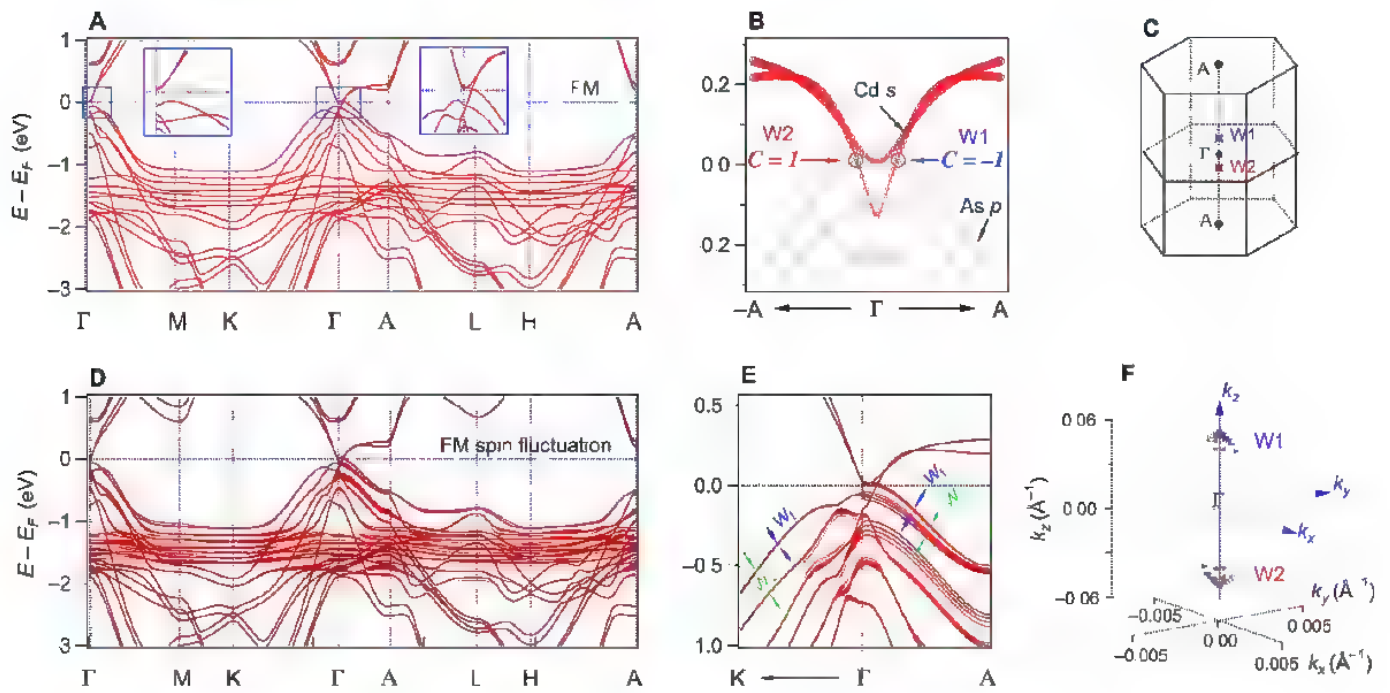 A
1
0
–1
–2
–3
E – E_F (eV)
FM
Γ M K Γ A L H A
B
0.2
0.0
0.2
Cd s
W2
W1
C = 1
C = –1
As p
–A Γ A
C
A
W1
Γ
W2
A
D
1
0
–1
–2
3
E – E_F (eV)
FM spin fluctuation
Γ M K Γ A L H A
E
0.5
0.0
–0.5
1.0
W₁
W₁
K Γ A
F
k_z
0.06
W1
Γ
k_y
k_z (Å⁻¹)
0.00
k_x
W2
–0 06
k_y (Å⁻¹)
–0.005
0.005
–0.005
0.00
0.005
k_x (Å⁻¹)